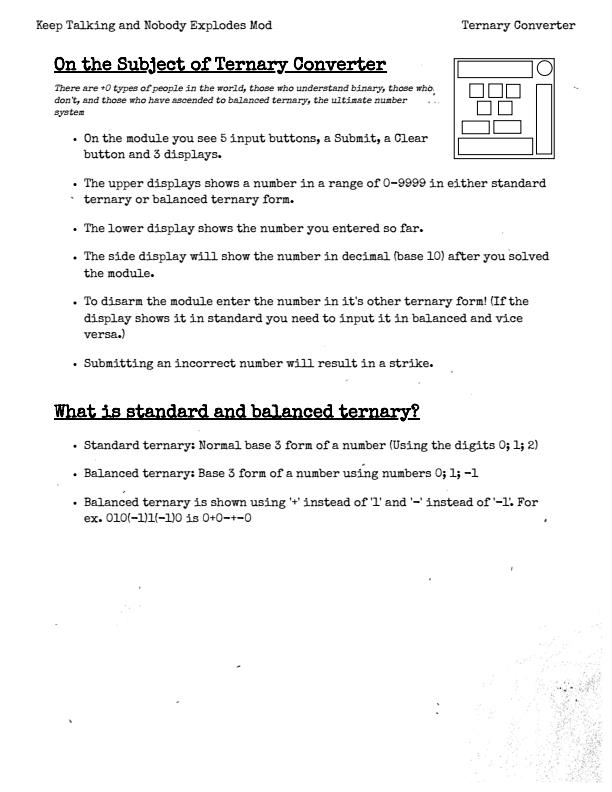 Keep Talking and Nobody Explodes Mod Ternary Converter
On the Subject of Ternary Converter
There are +0 types of people in the world, those who understand binary, those who
don't, and those who have ascended to balanced ternary, the ultimate number
system
• On the module you see 5 input buttons, a Submit, a Clear
button and 3 displays.
• The upper displays shows a number in a range of 0-9999 in either standard
ternary or balanced ternary form.
• The lower display shows the number you entered so far.
• The side display will show the number in decimal (base 10) after you solved
the module.
• To disarm the module enter the number in it's other ternary form! (If the
display shows it in standard you need to input it in balanced and vice
versa.)
• Submitting an incorrect number will result in a strike.
What is standard and balanced ternary?
• Standard ternary: Normal base 3 form of a number (Using the digits 0; 1; 2)
• Balanced ternary: Base 3 form of a number using numbers 0; 1; -1
• Balanced ternary is shown using '+' instead of '1' and '-' instead of '-1'. For
ex. 010(-1)1(-1)0 is 0+0-+-0